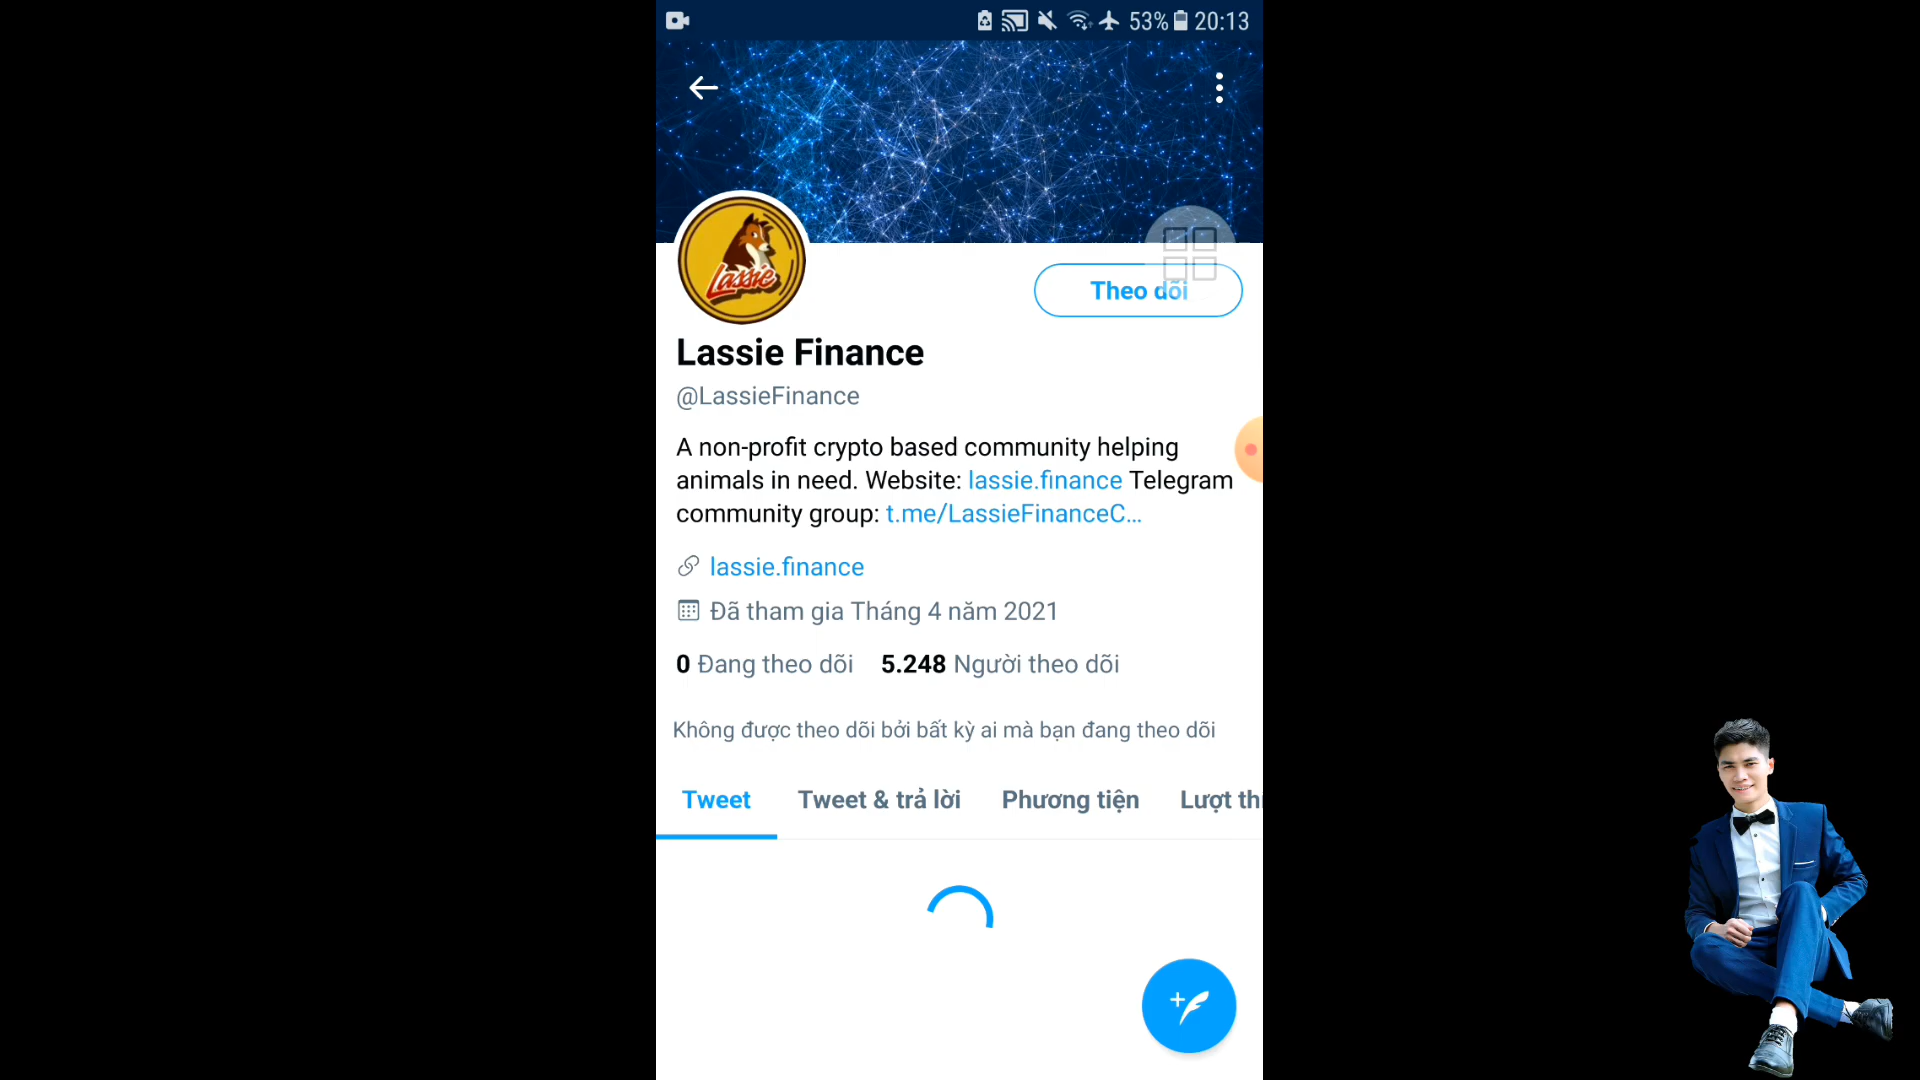 53% 20:13
Lassie
Theo dõi
Lassie Finance
@LassieFinance
A non-profit crypto based community helping
animals in need. Website: lassie.finance Telegram
community group: t.me/LassieFinanceC...
lassie.finance
Đã tham gia Tháng 4 năm 2021
0 Đang theo dõi 5.248 Người theo dõi
Không được theo dõi bởi bất kỳ ai mà bạn đang theo dõi
Tweet Tweet & trả lời Phương tiện Lượt thí